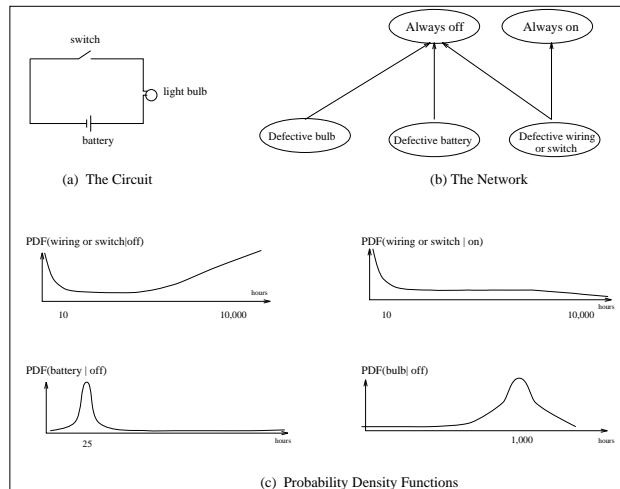 switch
light bulb
battery
(a) The Circuit
Always off
Always on
Defective bulb
Defective battery
Defective wiring
or switch
(b) The Network
PDF(wiring or switch|off)
hours
10
10,000
PDF(wiring or switch | on)
hours
10
10,000
PDF(battery | off)
hours
25
PDF(bulb| off)
hours
1,000
(c) Probability Density Functions